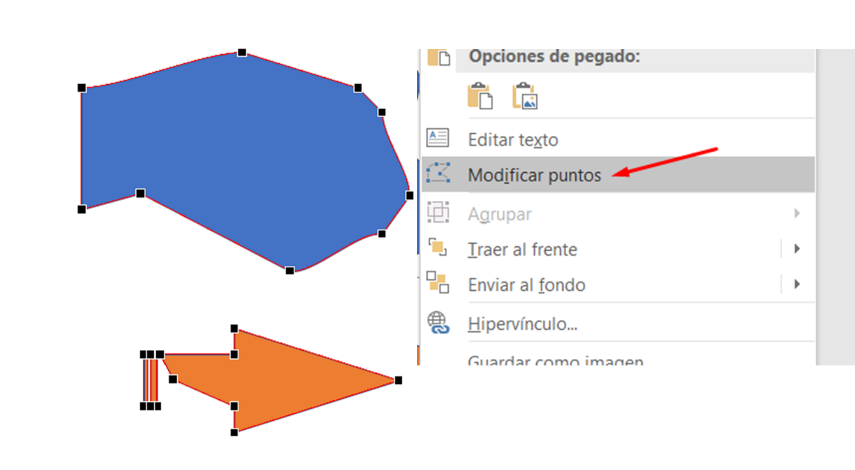 Opciones de pegado:
A
Editar texto
Modificar puntos
Agrupar
Traer al frente
Enviar al fondo
Hipervínculo...
Guardar como imagen